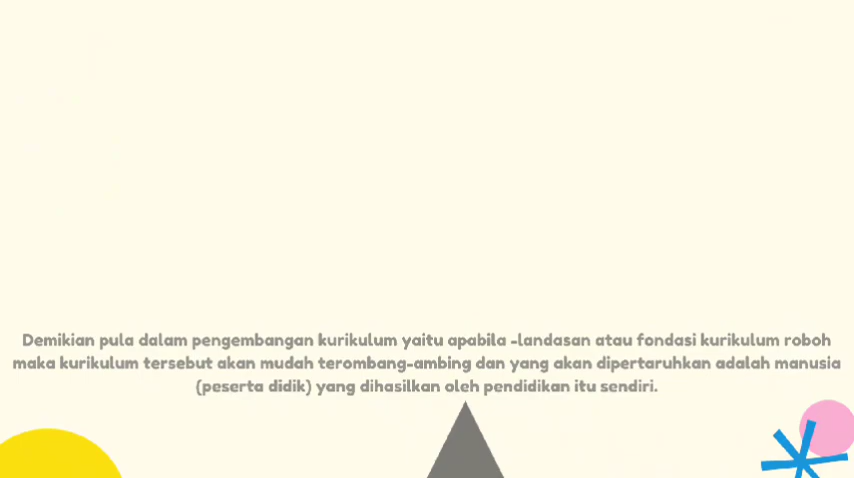 Demikian pula dalam pengembangan kurikulum yaitu apabila -landasan atau fondasi kurikulum roboh
maka kurikulum tersebut akan mudah terombang-ambing dan yang akan dipertaruhkan adalah manusia
(peserta didik) yang dihasilkan oleh pendidikan itu sendiri.